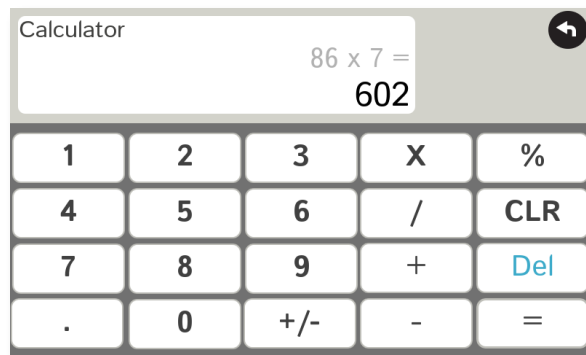 Calculator
86 x 7 =
602
1 2 3 X %
4 5 6 / CLR
7 8 9 + Del
. 0 +/- - =